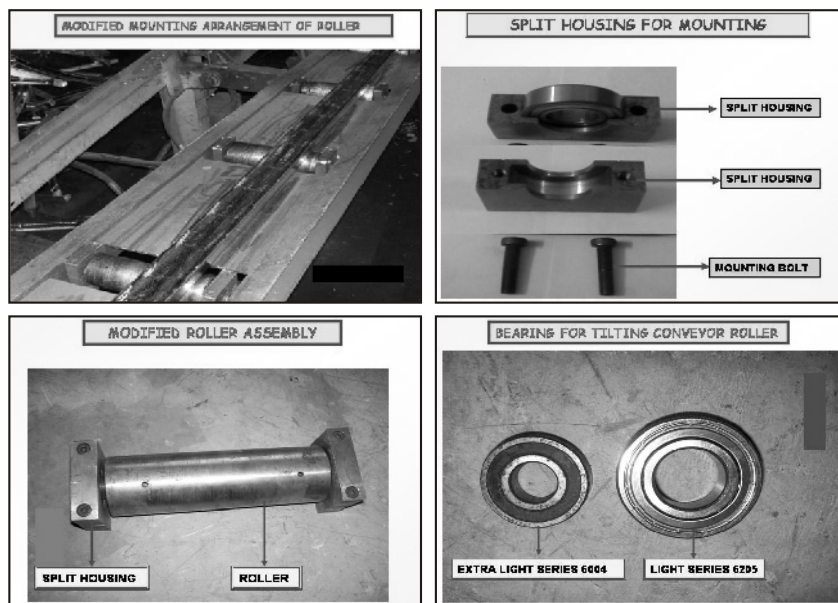 MODIFIED MOUNTING ARRANGEMENT OF ROLLER
SPLIT HOUSING FOR MOUNTING
SPLIT HOUSING
SPLIT HOUSING
MOUNTING BOLT
MODIFIED ROLLER ASSEMBLY
SPLIT HOUSING
ROLLER
BEARING FOR TILTING CONVEYOR ROLLER
EXTRA LIGHT SERIES 6004
LIGHT SERIES 6205